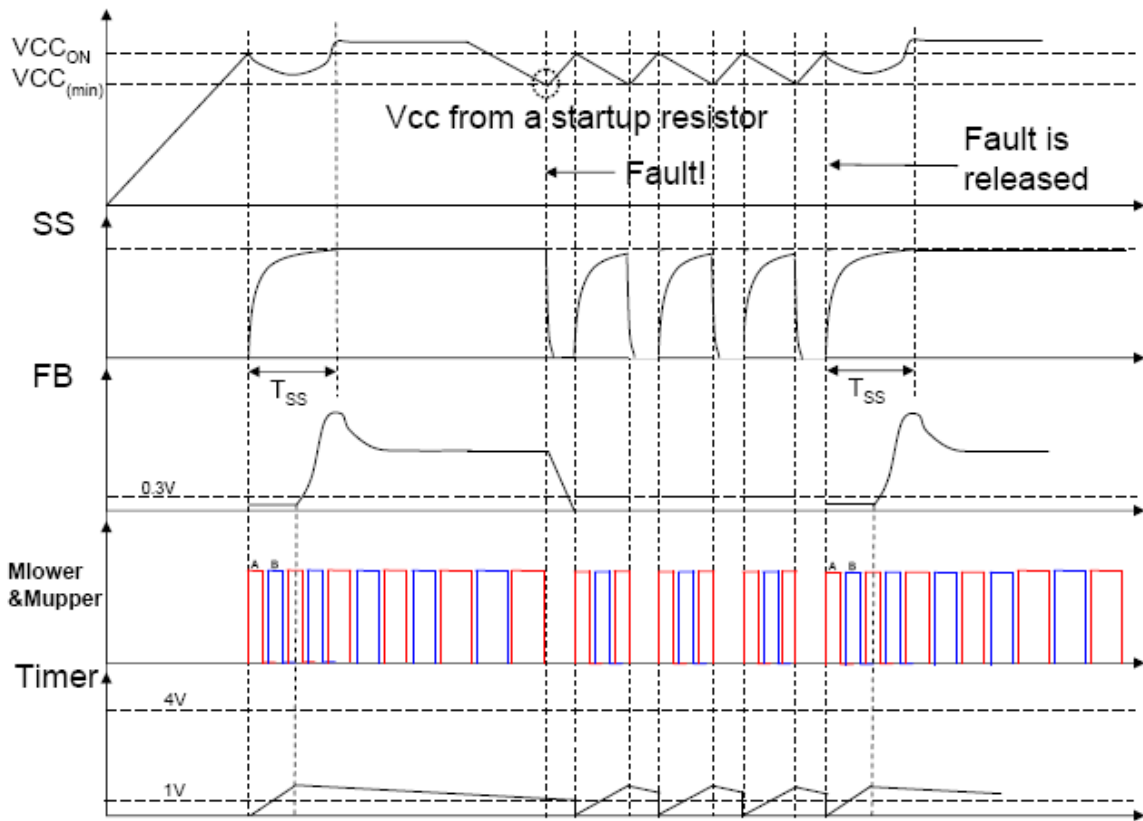 VCC_ON
VCC_(min)
Vcc from a startup resistor
Fault!
Fault is
released
SS
T_SS
T_SS
FB
0.3V
A B
A B
Mlower
&Mupper
Timer
4V
1V